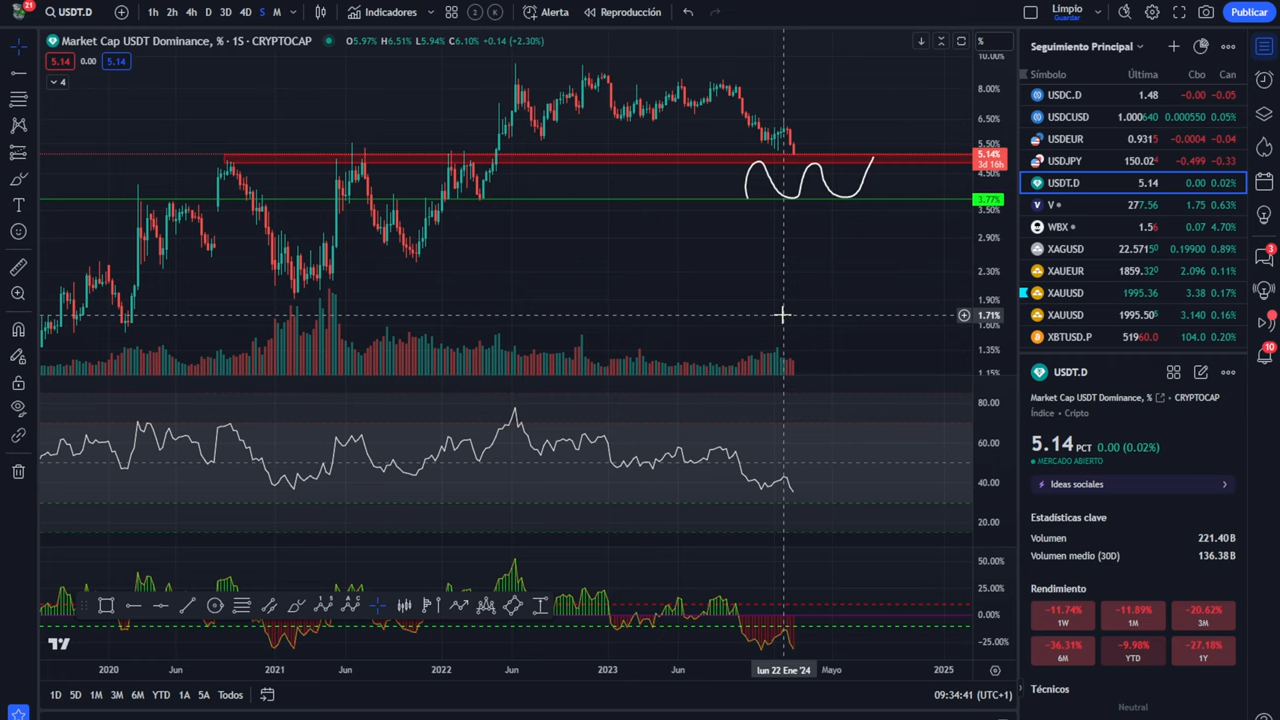 21 USDT.D 1h 2h 4h D 3D 4D S M Indicadores 2 K Alerta Reproducción Limpio Guardar Publicar
Market Cap USDT Dominance, % · 1S · CRYPTOCAP O5.97% H6.51% L5.94% C6.10% +0.14 (+2.30%) %
5.14 0.00 5.14
4
10.00%
8.00%
6.50%
5.50%
5.14%
3d 16h
4.50%
3.77%
3.50%
2.90%
2.30%
1.90%
1.71%
1.60%
1.35%
1.15%
80.00
60.00
40.00
20.00
50.00%
25.00%
0.00%
−25.00%
2020 Jun 2021 Jun 2022 Jun 2023 Jun lun 22 Ene '24 Mayo 2025
1D 5D 1M 3M 6M YTD 1A 5A Todos 09:34:41 (UTC+1)
Seguimiento Principal
Símbolo Última Cbo Can
USDC.D 1.48 −0.00 −0.05
USDCUSD 1.000640 0.000550 0.05%
USDEUR 0.9315 −0.0004 −0.04
USDJPY 150.024 −0.499 −0.33
USDT.D 5.14 0.00 0.02%
V 277.56 1.75 0.63%
WBX 1.56 0.07 4.70%
XAGUSD 22.57150 0.19900 0.89%
XAUEUR 1859.320 2.096 0.11%
XAUUSD 1995.36 3.38 0.17%
XAUUSD 1995.505 3.140 0.16%
XBTUSD.P 51960.0 104.0 0.20%
USDT.D
Market Cap USDT Dominance, % · CRYPTOCAP
Índice · Cripto
5.14 PCT 0.00 (0.02%)
MERCADO ABIERTO
Ideas sociales
Estadísticas clave
Volumen 221.40B
Volumen medio (30D) 136.38B
Rendimiento
−11.74% −11.89% −20.62%
1W 1M 3M
−36.31% −9.98% −27.18%
6M YTD 1Y
Técnicos
Neutral
3
10